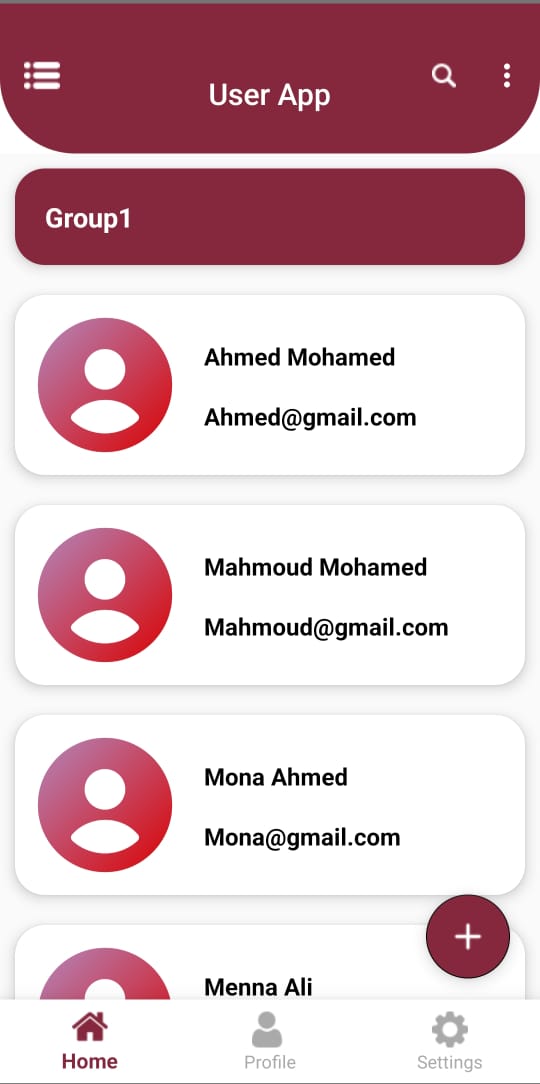 User App
Group1
Ahmed Mohamed
Ahmed@gmail.com
Mahmoud Mohamed
Mahmoud@gmail.com
Mona Ahmed
Mona@gmail.com
Menna Ali
Home
Profile
Settings